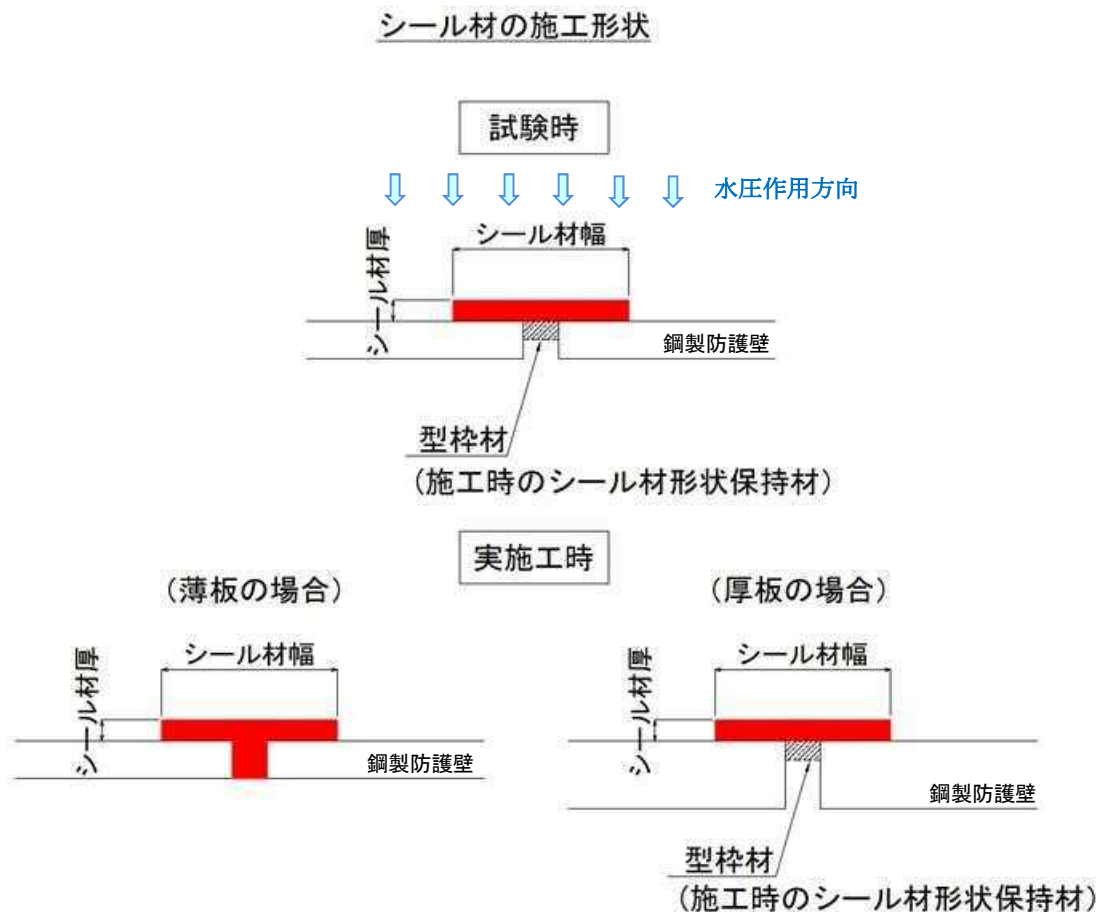 シール材の施工形状
試験時
水圧作用方向
シール材幅
シール材厚
鋼製防護壁
型枠材
(施工時のシール材形状保持材)
実施工時
(薄板の場合)
シール材幅
シール材厚
鋼製防護壁
(厚板の場合)
シール材幅
シール材厚
鋼製防護壁
型枠材
(施工時のシール材形状保持材)